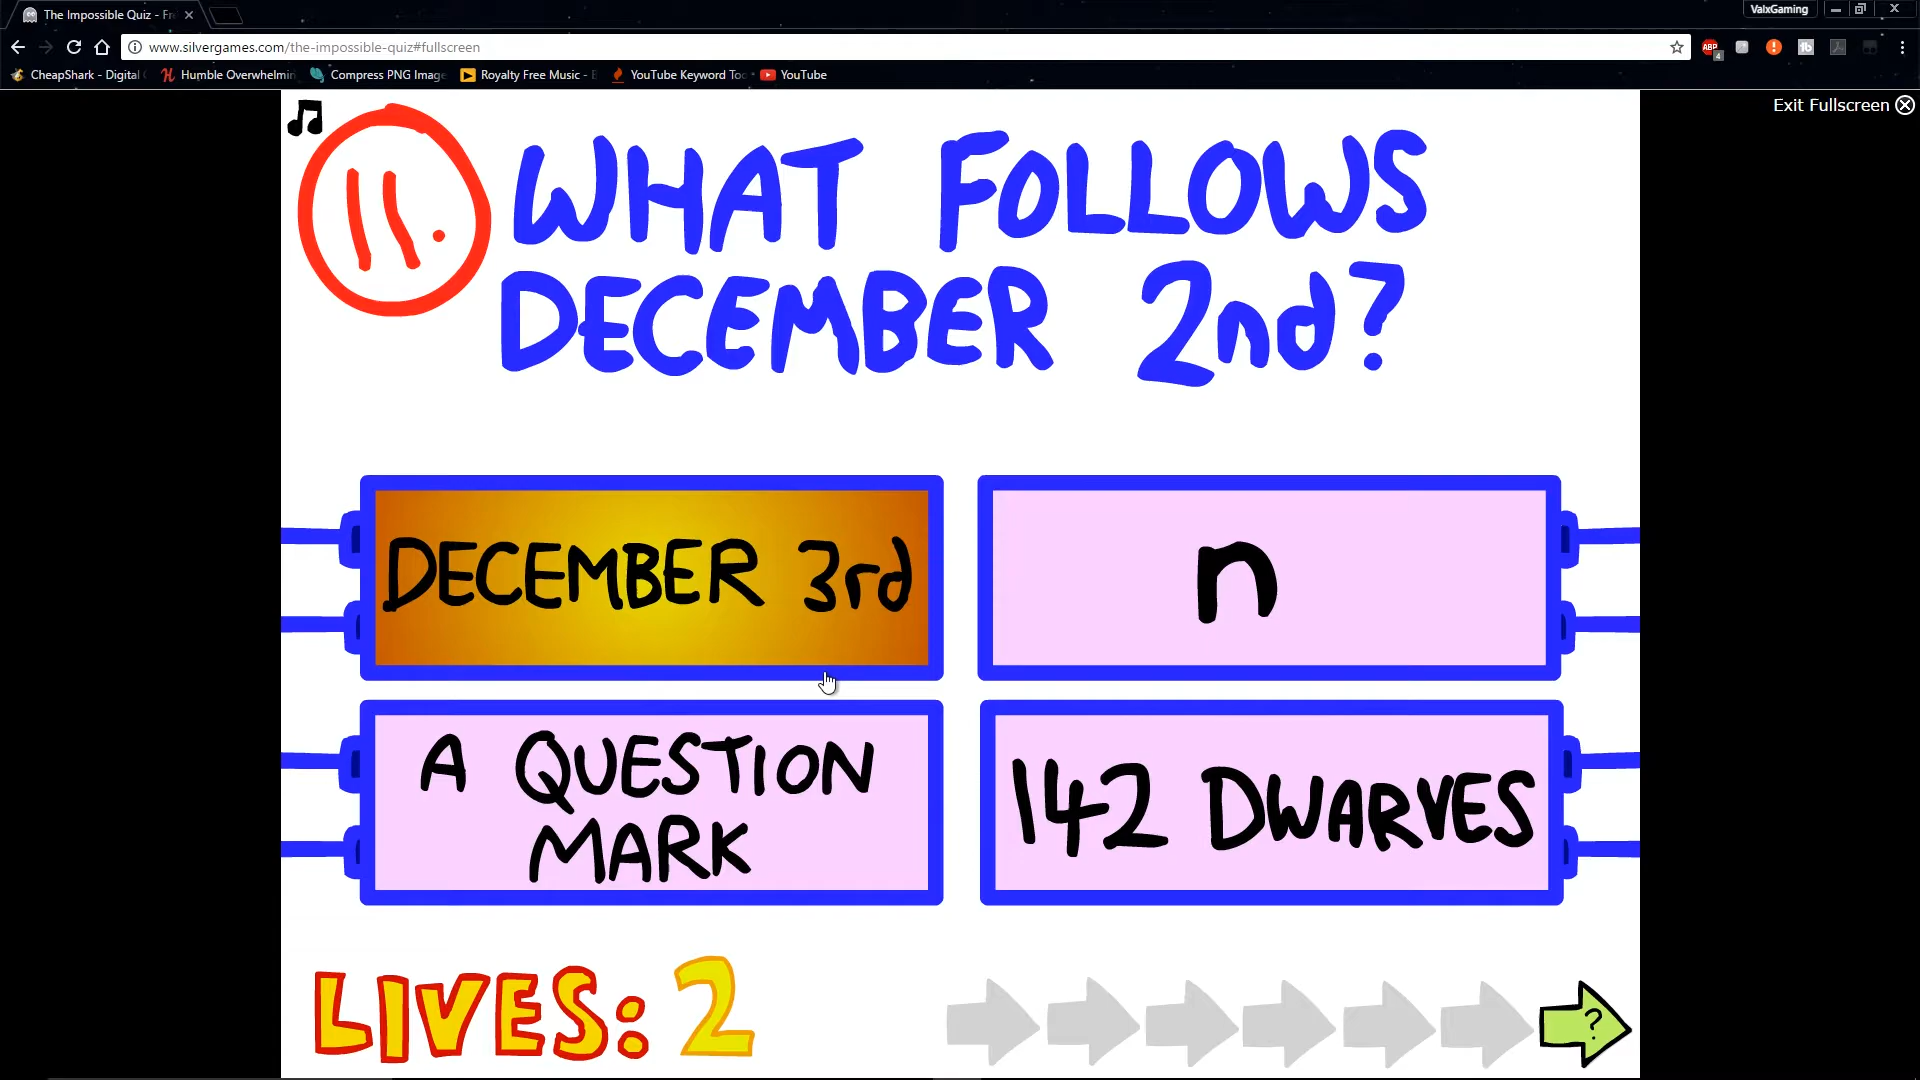 The Impossible Quiz - Fr
ValxGaming
www.silvergames.com/the-impossible-quiz#fullscreen
ABP
4
CheapShark - Digital
Humble Overwhelmin
Compress PNG Image
Royalty Free Music - E
YouTube Keyword Too
YouTube
Exit Fullscreen
11.
WHAT FOLLOWS
DECEMBER 2nd?
DECEMBER 3rd
n
A QUESTION
MARK
142 DWARVES
LIVES: 2
?